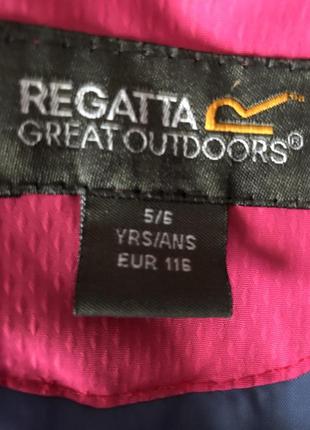 REGATTA
GREAT OUTDOORS®
5/6
YRS/ANS
EUR 116